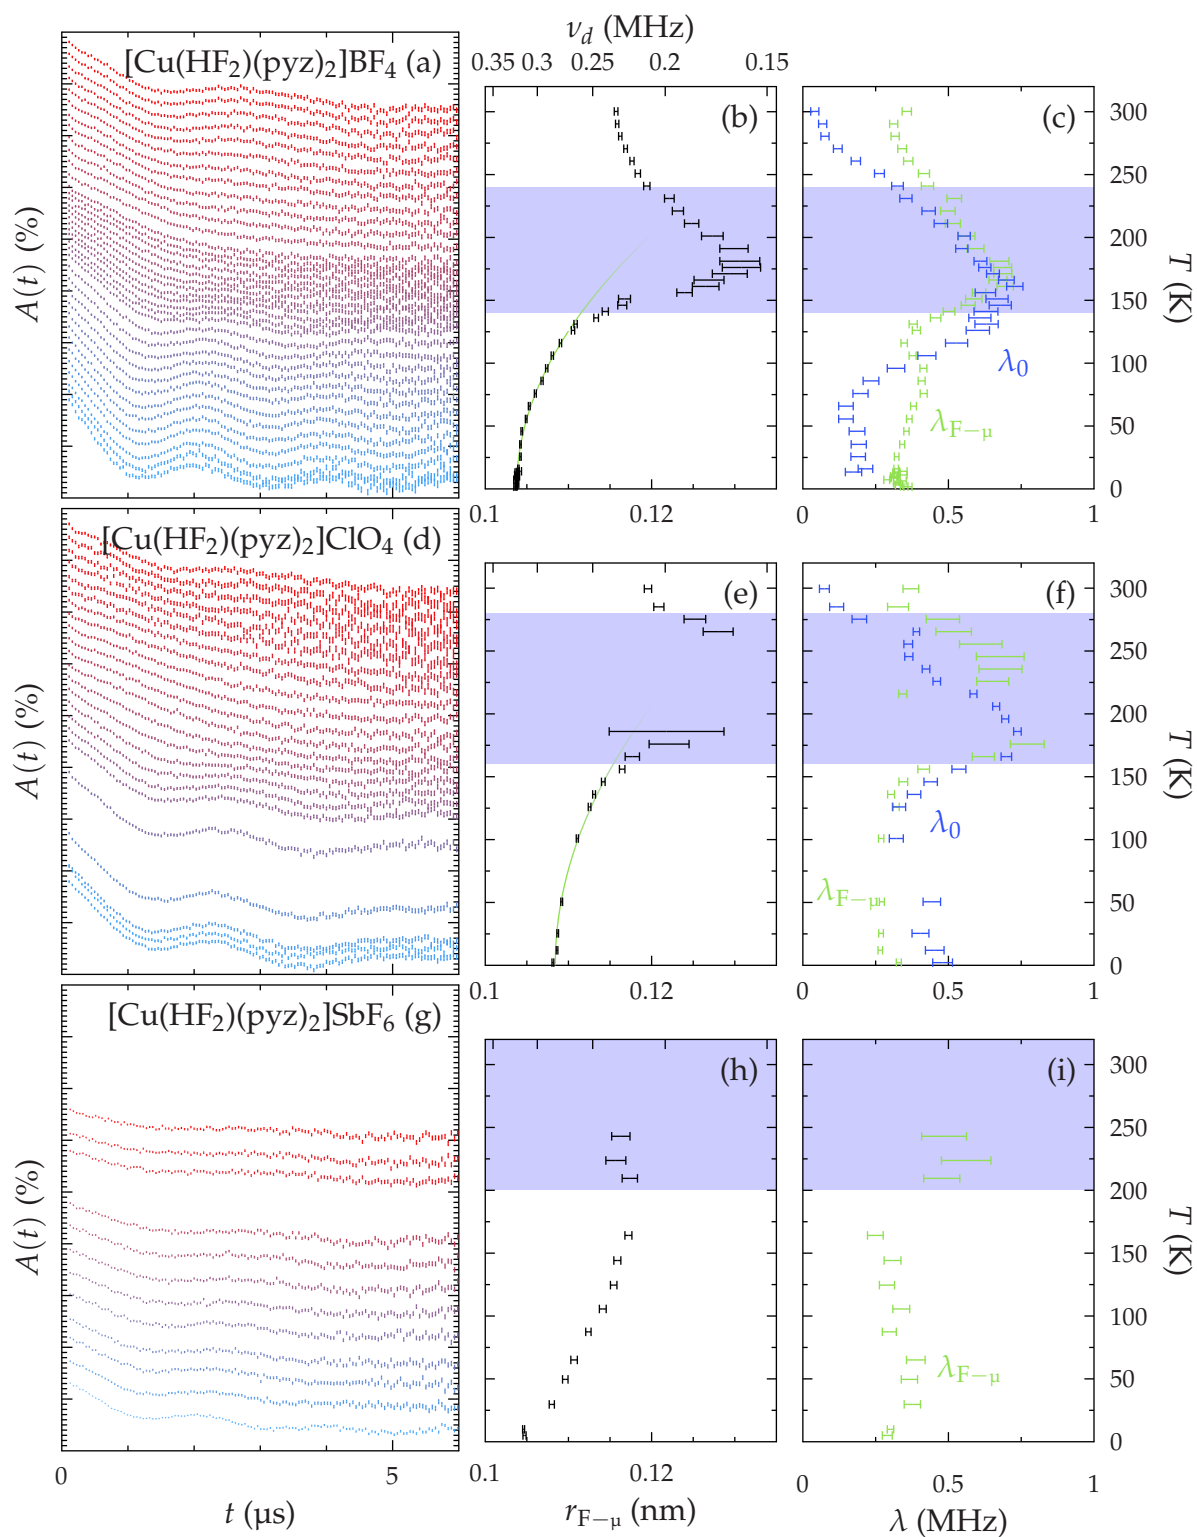 ν_d (MHz)
0.35 0.3 0.25 0.2 0.15
[Cu(HF₂)(pyz)₂]BF₄ (a)
(b)
(c)
A(t) (%)
λ₀
λF−μ
300
250
200
150
100
50
0
T (K)
0.1 0.12
0 0.5 1
[Cu(HF₂)(pyz)₂]ClO₄ (d)
(e)
(f)
A(t) (%)
λ₀
λF−μ
300
250
200
150
100
50
0
T (K)
0.1 0.12
0 0.5 1
[Cu(HF₂)(pyz)₂]SbF₆ (g)
(h)
(i)
A(t) (%)
λF−μ
300
250
200
150
100
50
0
T (K)
0 5
0.1 0.12
0 0.5 1
t (μs)
rF−μ (nm)
λ (MHz)